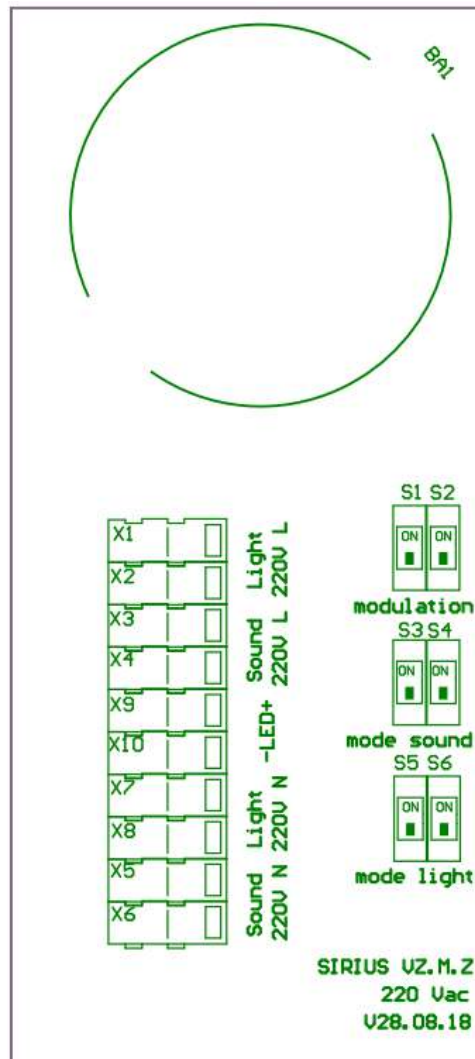 BA1
S1 S2
ON ON
modulation
S3 S4
ON ON
mode sound
S5 S6
ON ON
mode light
X1
X2
X3
X4
X9
X10
X7
X8
X5
X6
Light
220V L
Sound
220V L
-LED+
Light
220V N
Sound
220V N
SIRIUS VZ.M.Z
220 Vac
V28.08.18